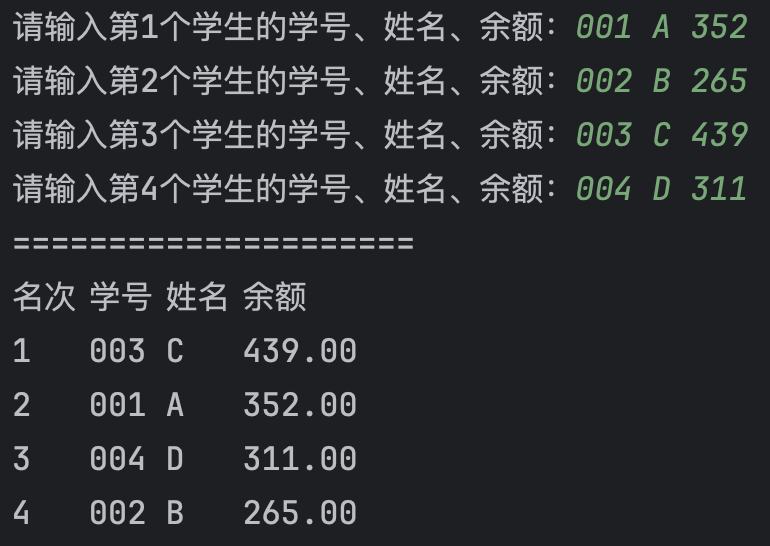 请输入第1个学生的学号、姓名、余额：001 A 352
请输入第2个学生的学号、姓名、余额：002 B 265
请输入第3个学生的学号、姓名、余额：003 C 439
请输入第4个学生的学号、姓名、余额：004 D 311
=====================
名次 学号 姓名 余额
1 003 C 439.00
2 001 A 352.00
3 004 D 311.00
4 002 B 265.00